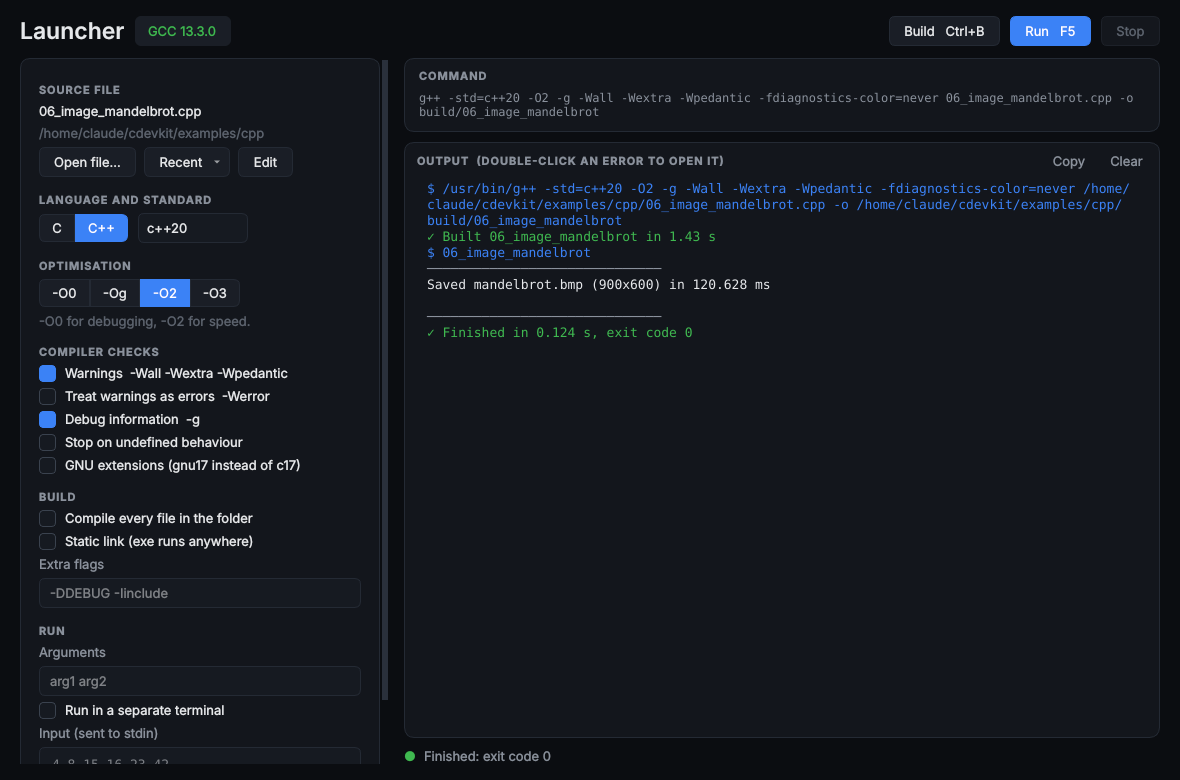 Launcher
GCC 13.3.0
Build Ctrl+B
Run F5
Stop
SOURCE FILE
06_image_mandelbrot.cpp
/home/claude/cdevkit/examples/cpp
Open file...
Recent
Edit
LANGUAGE AND STANDARD
C
C++
c++20
OPTIMISATION
-O0
-Og
-O2
-O3
-O0 for debugging, -O2 for speed.
COMPILER CHECKS
Warnings -Wall -Wextra -Wpedantic
Treat warnings as errors -Werror
Debug information -g
Stop on undefined behaviour
GNU extensions (gnu17 instead of c17)
BUILD
Compile every file in the folder
Static link (exe runs anywhere)
Extra flags
-DDEBUG -Iinclude
RUN
Arguments
arg1 arg2
Run in a separate terminal
Input (sent to stdin)
4 8 15 16 23 42
COMMAND
g++ -std=c++20 -O2 -g -Wall -Wextra -Wpedantic -fdiagnostics-color=never 06_image_mandelbrot.cpp -o
build/06_image_mandelbrot
OUTPUT (DOUBLE-CLICK AN ERROR TO OPEN IT)
Copy
Clear
$ /usr/bin/g++ -std=c++20 -O2 -g -Wall -Wextra -Wpedantic -fdiagnostics-color=never /home/
claude/cdevkit/examples/cpp/06_image_mandelbrot.cpp -o /home/claude/cdevkit/examples/cpp/
build/06_image_mandelbrot
✓ Built 06_image_mandelbrot in 1.43 s
$ 06_image_mandelbrot
Saved mandelbrot.bmp (900x600) in 120.628 ms
✓ Finished in 0.124 s, exit code 0
Finished: exit code 0